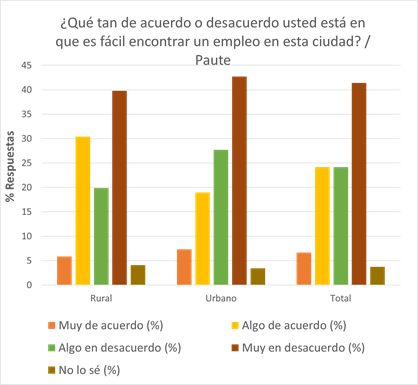 ¿Qué tan de acuerdo o desacuerdo usted está en
que es fácil encontrar un empleo en esta ciudad? /
Paute
% Respuestas
45
40
35
30
25
20
15
10
5
0
Rural
Urbano
Total
Muy de acuerdo (%)
Algo de acuerdo (%)
Algo en desacuerdo (%)
Muy en desacuerdo (%)
No lo sé (%)